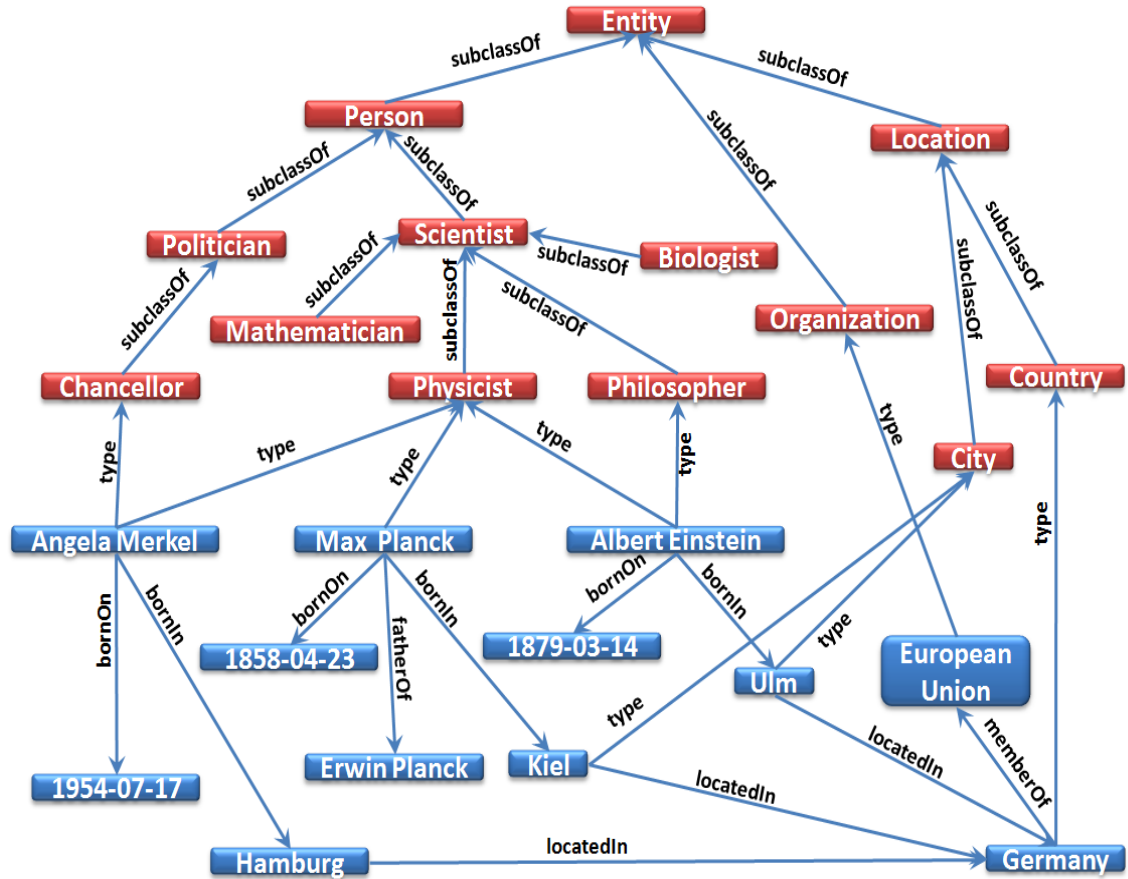 Entity
subclassOf
subclassOf
Person
subclassOf
Location
subclassOf
subclassOf
subclassOf
Politician
Scientist
subclassOf
Biologist
subclassOf
subclassOf
subclassOf
subclassOf
subclassOf
subclassOf
Mathematician
Organization
Chancellor
Physicist
Philosopher
Country
type
type
type
type
type
type
City
type
Angela Merkel
Max Planck
Albert Einstein
bornOn
bornIn
bornOn
bornIn
bornOn
bornIn
fatherOf
type
1858-04-23
1879-03-14
European
Union
Ulm
type
locatedIn
memberOf
1954-07-17
Erwin Planck
Kiel
locatedIn
Hamburg
locatedIn
Germany